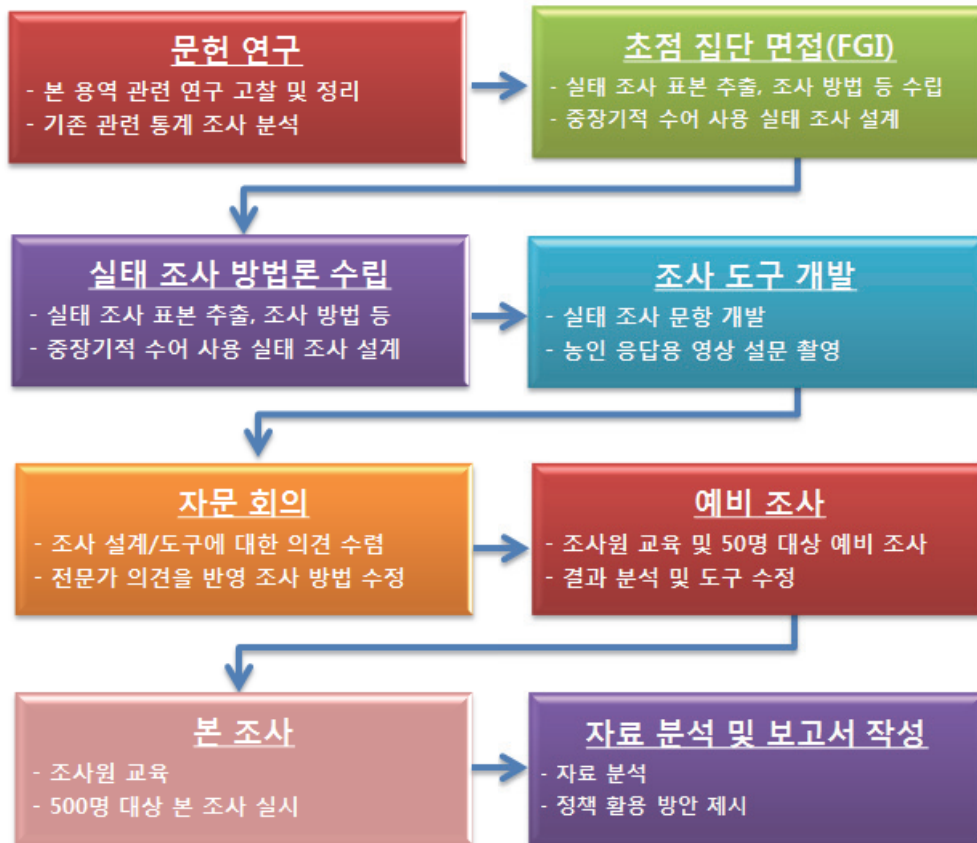 문헌 연구
- 본 용역 관련 연구 고찰 및 정리
- 기존 관련 통계 조사 분석
초점 집단 면접(FGI)
- 실태 조사 표본 추출, 조사 방법 등 수립
- 중장기적 수어 사용 실태 조사 설계
실태 조사 방법론 수립
- 실태 조사 표본 추출, 조사 방법 등
- 중장기적 수어 사용 실태 조사 설계
조사 도구 개발
- 실태 조사 문항 개발
- 농인 응답용 영상 설문 촬영
자문 회의
- 조사 설계/도구에 대한 의견 수렴
- 전문가 의견을 반영 조사 방법 수정
예비 조사
- 조사원 교육 및 50명 대상 예비 조사
- 결과 분석 및 도구 수정
본 조사
- 조사원 교육
- 500명 대상 본 조사 실시
자료 분석 및 보고서 작성
- 자료 분석
- 정책 활용 방안 제시